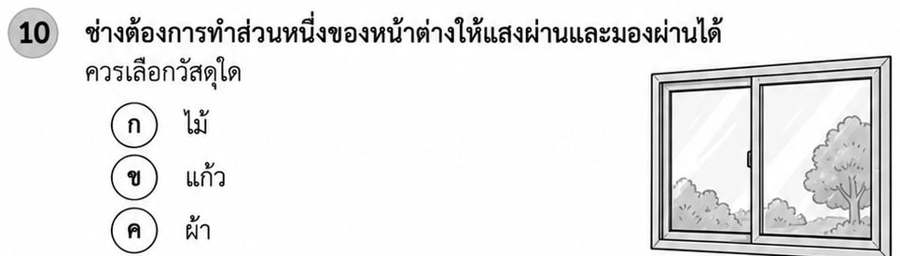 10 ช่างต้องการทำส่วนหนึ่งของหน้าต่างให้แสงผ่านและมองผ่านได้
ควรเลือกวัสดุใด
ก ไม้
ข แก้ว
ค ผ้า